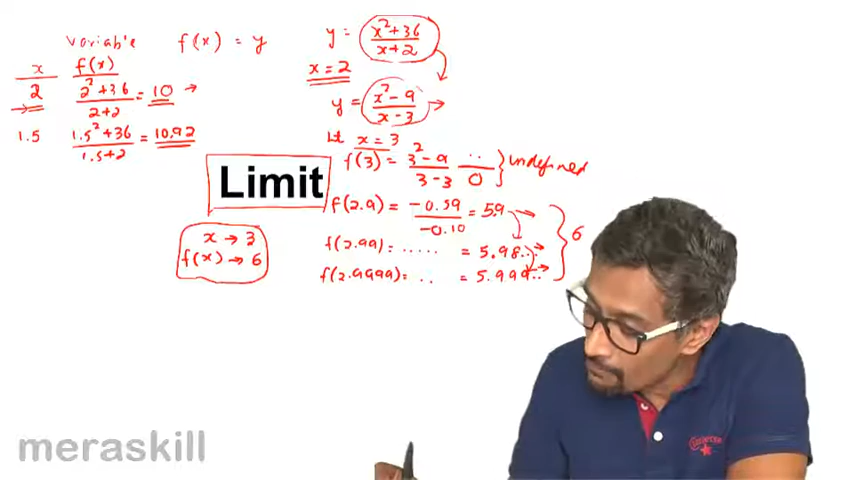 variable f(x) = y
x f(x)
2 2²+36 / 2+2 = 10 →
1.5 1.5²+36 / 1.5+2 = 10.92
y = x²+36 / x+2
x = 2
y = x²-9 / x-3 →
Let x = 3
f(3) = 3²-9 / 3-3 .. / 0 } undefined
Limit
f(2.9) = -0.59 / -0.10 = 5.9 →
f(2.99) = ..... = 5.98.. →
f(2.9999) = .. = 5.999.. →
} 6
x → 3
f(x) → 6
meraskill